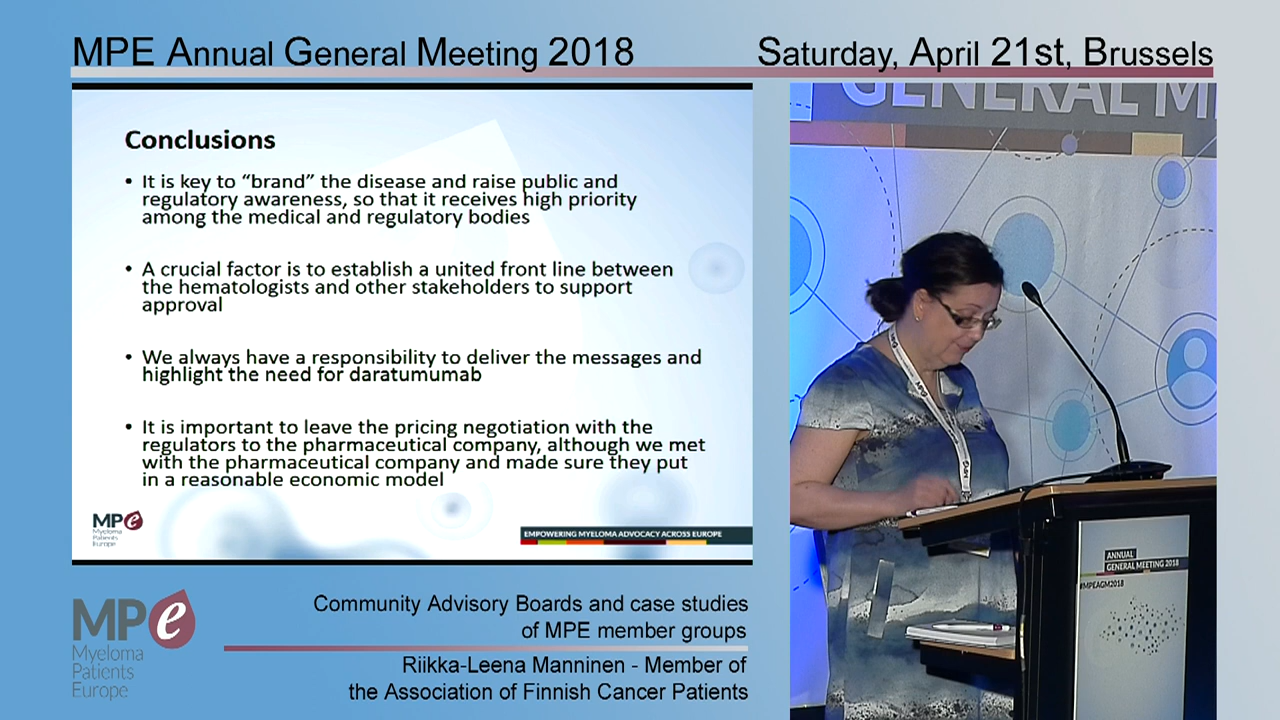 MPE ANNUAL GENERAL MEETING 2018
SATURDAY, APRIL 21st, BRUSSELS
Conclusions
• It is key to “brand” the disease and raise public and
regulatory awareness, so that it receives high priority
among the medical and regulatory bodies
• A crucial factor is to establish a united front line between
the hematologists and other stakeholders to support
approval
• We always have a responsibility to deliver the messages and
highlight the need for daratumumab
• It is important to leave the pricing negotiation with the
regulators to the pharmaceutical company, although we met
with the pharmaceutical company and made sure they put
in a reasonable economic model
MPe
Myeloma
Patients
Europe
EMPOWERING MYELOMA ADVOCACY ACROSS EUROPE
GENERAL M
ANNUAL
GENERAL MEETING 2018
#MPEAGM2018
MPe
Myeloma
Patients
Europe
Community Advisory Boards and case studies
of MPE member groups
Riikka-Leena Manninen - Member of
the Association of Finnish Cancer Patients